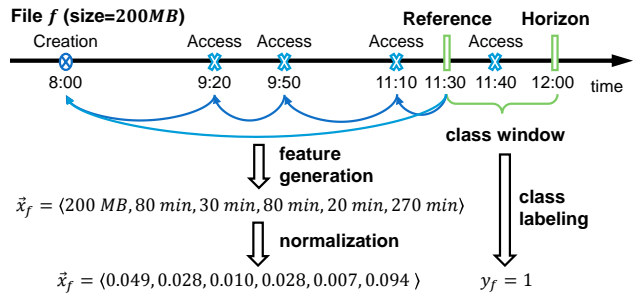 File f (size=200MB)
Reference
Horizon
Creation
Access
Access
Access
Access
8:00
9:20
9:50
11:10
11:30
11:40
12:00
time
class window
feature
generation
class
labeling
x⃗_f = ⟨200 MB, 80 min, 30 min, 80 min, 20 min, 270 min⟩
normalization
x⃗_f = ⟨0.049, 0.028, 0.010, 0.028, 0.007, 0.094 ⟩
y_f = 1